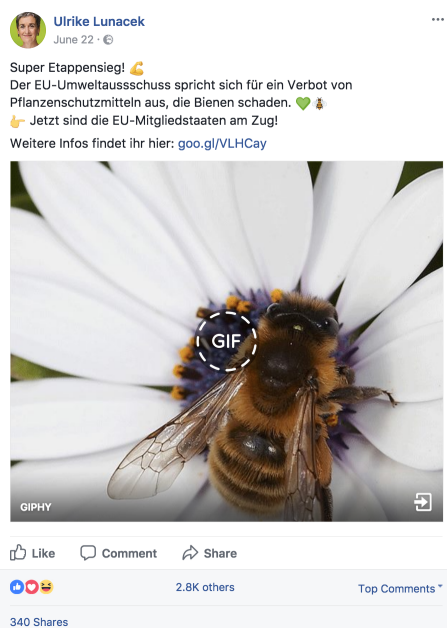 Ulrike Lunacek
June 22 ·
Super Etappensieg! 💪
Der EU-Umweltaussschuss spricht sich für ein Verbot von
Pflanzenschutzmitteln aus, die Bienen schaden. 💚 🐝
👉 Jetzt sind die EU-Mitgliedstaaten am Zug!
Weitere Infos findet ihr hier: goo.gl/VLHCay
GIF
GIPHY
Like Comment Share
2.8K others Top Comments
340 Shares